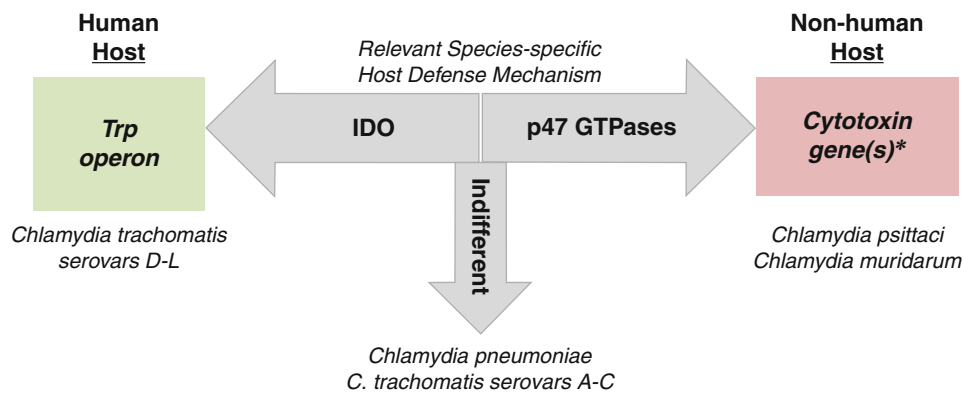 Human
Host
Relevant Species-specific
Host Defense Mechanism
Non-human
Host
Trp
operon
IDO
p47 GTPases
Cytotoxin
gene(s)*
Indifferent
Chlamydia trachomatis
serovars D-L
Chlamydia psittaci
Chlamydia muridarum
Chlamydia pneumoniae
C. trachomatis serovars A-C